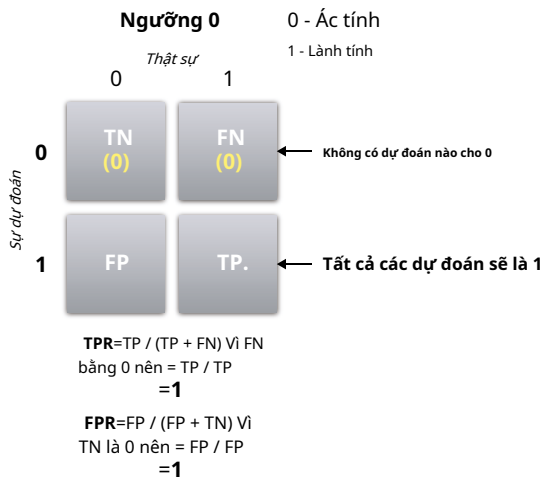 Ngưỡng 0
0 - Ác tính
1 - Lành tính
Thật sự
0 1
Sự dự đoán
0
TN
(0)
FN
(0)
Không có dự đoán nào cho 0
1
FP
TP.
Tất cả các dự đoán sẽ là 1
TPR=TP / (TP + FN) Vì FN
bằng 0 nên = TP / TP
=1
FPR=FP / (FP + TN) Vì
TN là 0 nên = FP / FP
=1